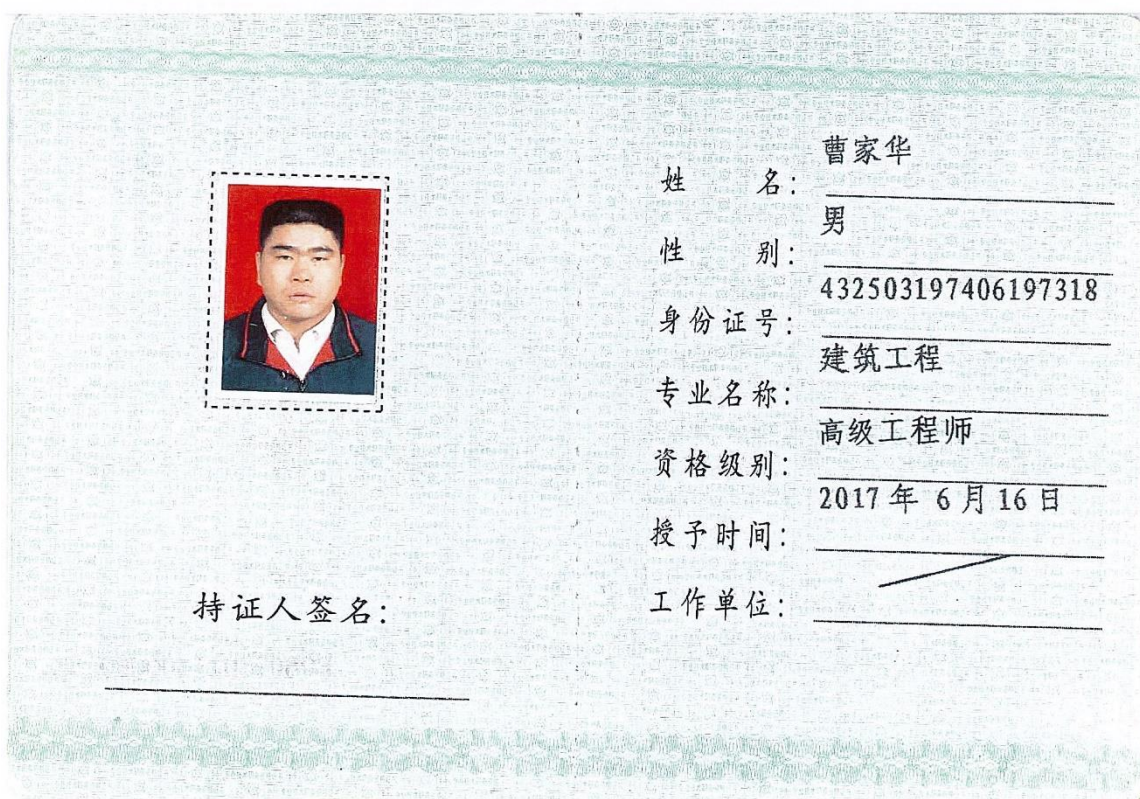 持证人签名:
姓 名: 曹家华
性 别: 男
身份证号: 432503197406197318
专业名称: 建筑工程
资格级别: 高级工程师
授予时间: 2017 年 6 月 16 日
工作单位: